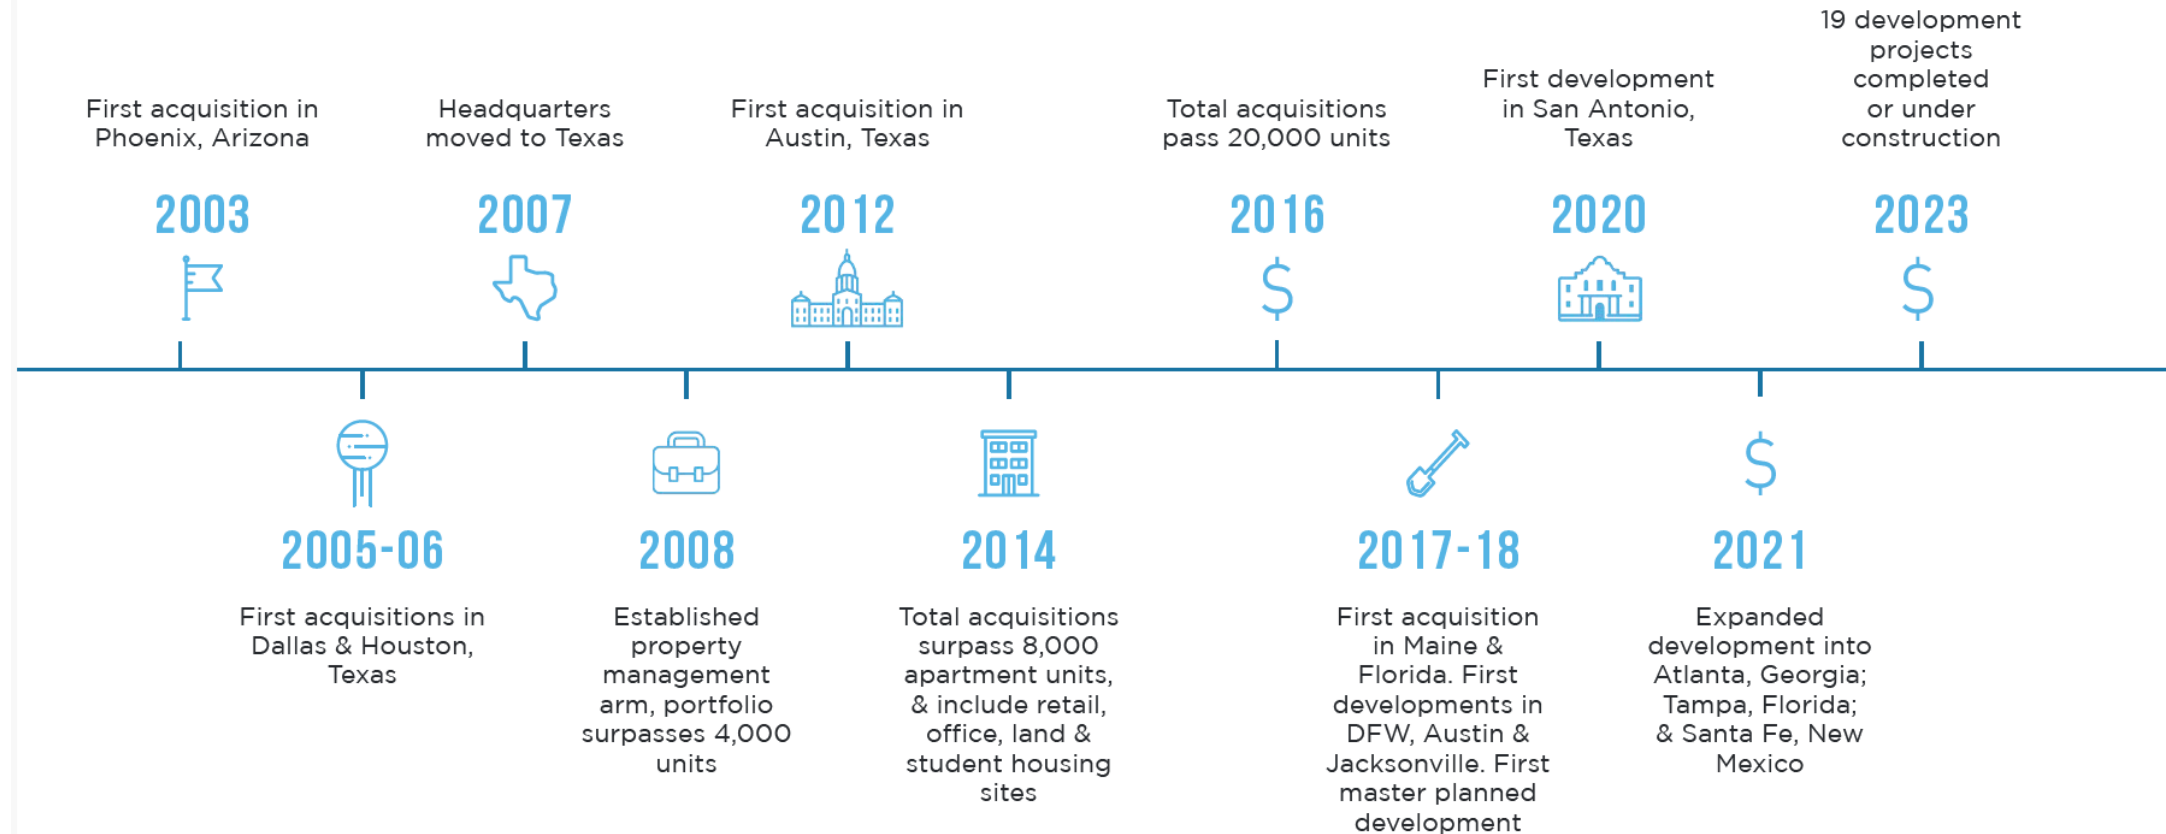 First acquisition in
Phoenix, Arizona
2003
2005-06
First acquisitions in
Dallas & Houston,
Texas
Headquarters
moved to Texas
2007
2008
Established
property
management
arm, portfolio
surpasses 4,000
units
First acquisition in
Austin, Texas
2012
2014
Total acquisitions
surpass 8,000
apartment units,
& include retail,
office, land &
student housing
sites
Total acquisitions
pass 20,000 units
2016
2017-18
First acquisition
in Maine &
Florida. First
developments in
DFW, Austin &
Jacksonville. First
master planned
development
First development
in San Antonio,
Texas
2020
2021
Expanded
development into
Atlanta, Georgia;
Tampa, Florida;
& Santa Fe, New
Mexico
19 development
projects
completed
or under
construction
2023